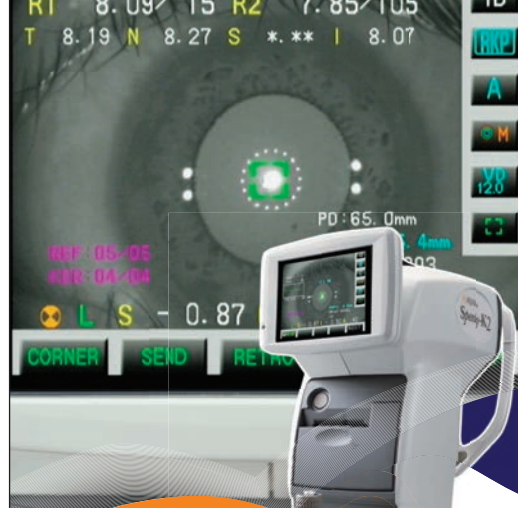 R1 8.09/ 15 R2 7.85/105
T 8.19 N 8.27 S *.** I 8.07
RKP
A
©M
VD
12.0
PD:65.0mm
.4mm
REF:05/05
KER:04/04
L S - 0.87
CORNER SEND
Speedy-K2